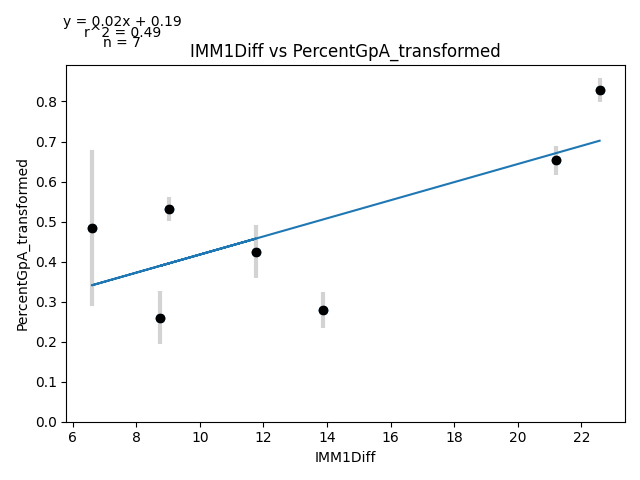 y = 0.02x + 0.19
r^2 = 0.49
n = 7
IMM1Diff vs PercentGpA_transformed
PercentGpA_transformed
0.8
0.7
0.6
0.5
0.4
0.3
0.2
0.1
0.0
6 8 10 12 14 16 18 20 22
IMM1Diff